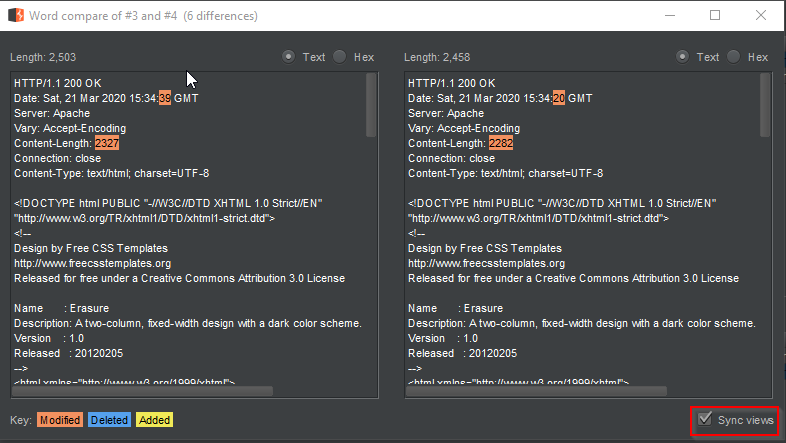 Word compare of #3 and #4 (6 differences)
Length: 2,503 Text Hex
HTTP/1.1 200 OK
Date: Sat, 21 Mar 2020 15:34:39 GMT
Server: Apache
Vary: Accept-Encoding
Content-Length: 2327
Connection: close
Content-Type: text/html; charset=UTF-8
<!DOCTYPE html PUBLIC "-//W3C//DTD XHTML 1.0 Strict//EN"
"http://www.w3.org/TR/xhtml1/DTD/xhtml1-strict.dtd">
<!--
Design by Free CSS Templates
http://www.freecsstemplates.org
Released for free under a Creative Commons Attribution 3.0 License
Name : Erasure
Description: A two-column, fixed-width design with a dark color scheme.
Version : 1.0
Released : 20120205
-->
<html xmlns="http://www.w3.org/1999/xhtml">
Length: 2,458 Text Hex
HTTP/1.1 200 OK
Date: Sat, 21 Mar 2020 15:34:20 GMT
Server: Apache
Vary: Accept-Encoding
Content-Length: 2282
Connection: close
Content-Type: text/html; charset=UTF-8
<!DOCTYPE html PUBLIC "-//W3C//DTD XHTML 1.0 Strict//EN"
"http://www.w3.org/TR/xhtml1/DTD/xhtml1-strict.dtd">
<!--
Design by Free CSS Templates
http://www.freecsstemplates.org
Released for free under a Creative Commons Attribution 3.0 License
Name : Erasure
Description: A two-column, fixed-width design with a dark color scheme.
Version : 1.0
Released : 20120205
-->
<html xmlns="http://www.w3.org/1999/xhtml">
Key: Modified Deleted Added
Sync views